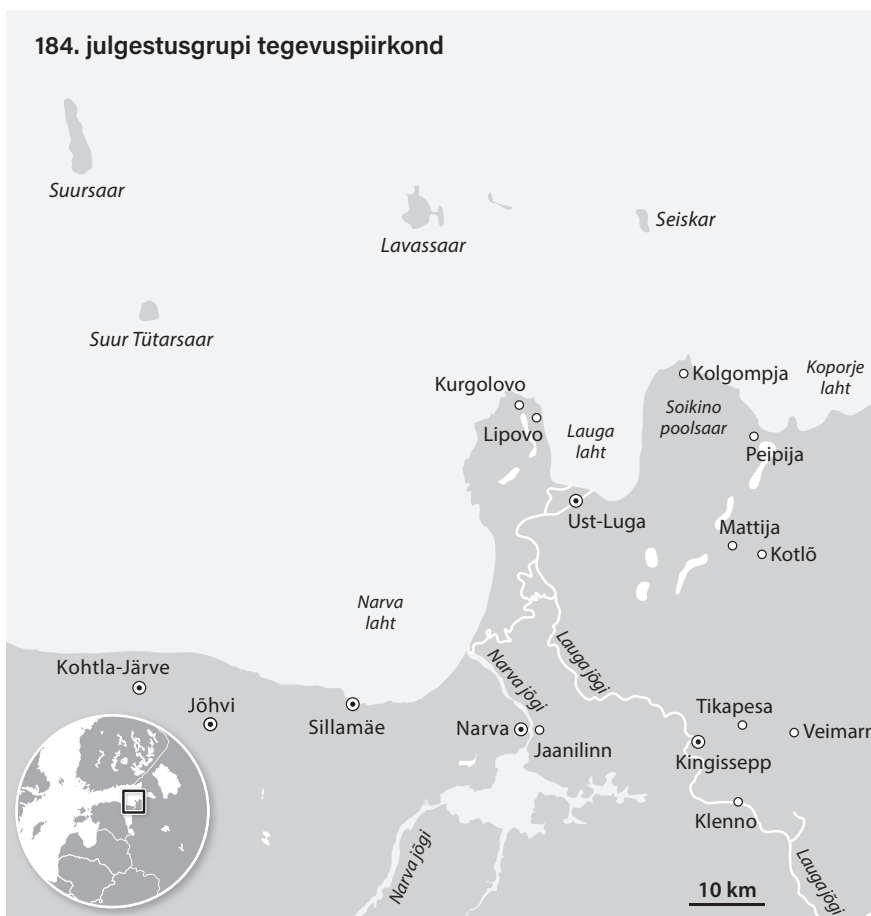 184. julgestusgrupi tegevuspiirkond
Suursaar
Lavassaar
Seiskar
Suur Tütarsaar
Kolgompja
Koporje
laht
Kurgolovo
Soikino
poolsaar
Lipovo
Lauga
laht
Peipija
Ust-Luga
Mattija
Kotlõ
Narva
laht
Kohtla-Järve
Narva jõgi
Lauga jõgi
Jõhvi
Sillamäe
Narva
Jaanilinn
Tikapesa
Veimarn
Kingissepp
Klenno
Narva jõgi
Lauga jõgi
10 km